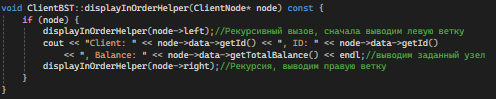 void ClientBST::displayInOrderHelper(ClientNode* node) const {
    if (node) {
        displayInOrderHelper(node->left);//Рекурсивный вызов, сначала выводим левую ветку
        cout << "Client: " << node->data->getId() << ", ID: " << node->data->getId()
            << ", Balance: " << node->data->getTotalBalance() << endl;//выводим заданный узел
        displayInOrderHelper(node->right);//Рекурсия, выводим правую ветку
    }
}